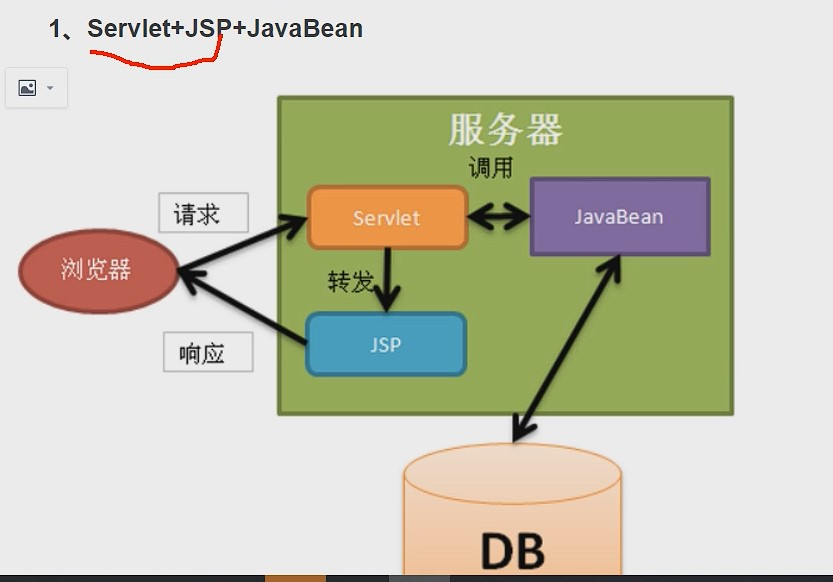 1、Servlet+JSP+JavaBean
服务器
调用
请求
Servlet
JavaBean
浏览器
转发
JSP
响应
DB